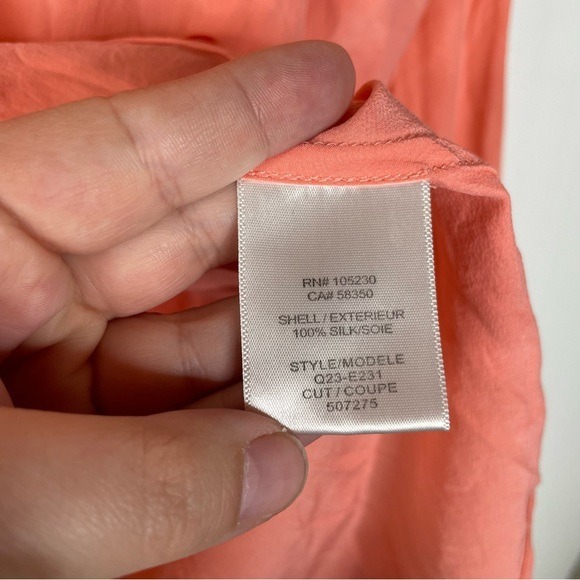 RN# 105230
CA# 58350
SHELL / EXTERIEUR
100% SILK/SOIE
STYLE/MODELE
Q23-E231
CUT / COUPE
507275